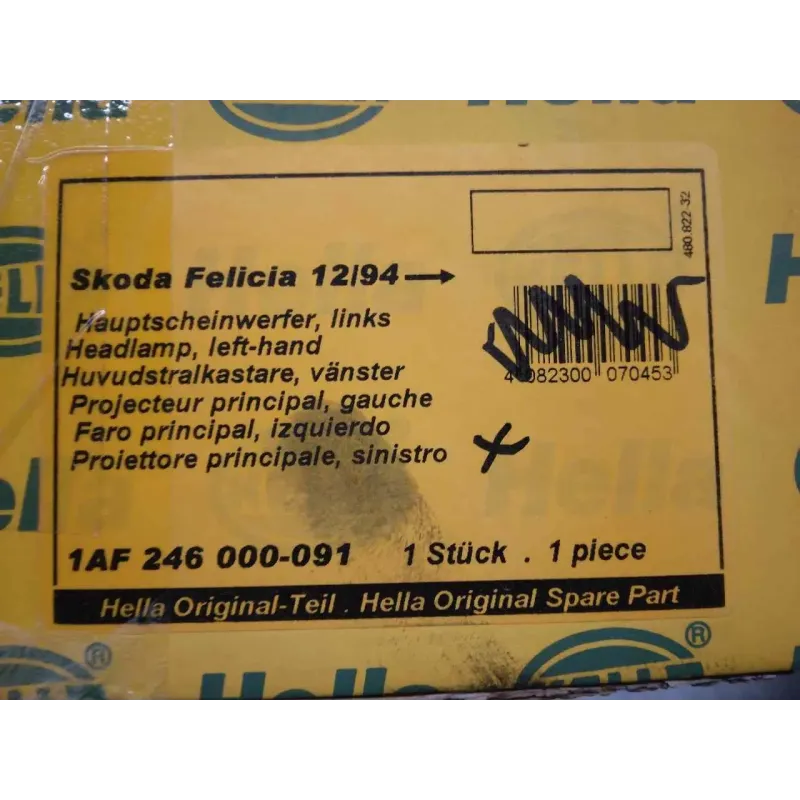 Hella
480.822-32
Skoda Felicia 12/94→
Hauptscheinwerfer, links
Headlamp, left-hand
Huvudstralkastare, vänster
Projecteur principal, gauche
Faro principal, izquierdo
Proiettore principale, sinistro
082300 070453
1AF 246 000-091 1 Stück . 1 piece
Hella Original-Teil . Hella Original Spare Part
Hella